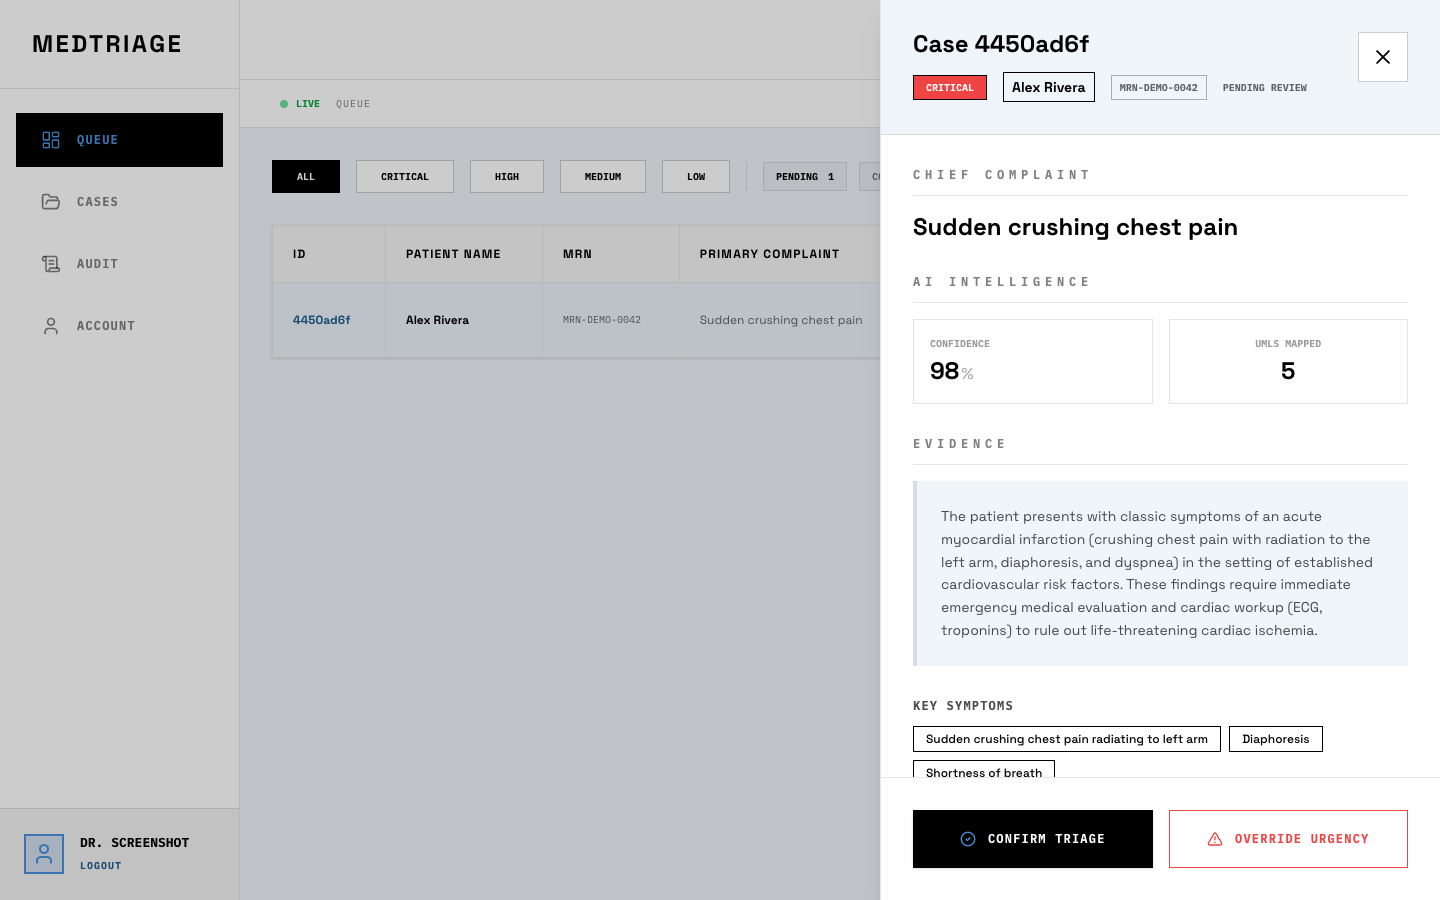 MEDTRIAGE
QUEUE
CASES
AUDIT
ACCOUNT
DR. SCREENSHOT
LOGOUT
LIVE QUEUE
ALL CRITICAL HIGH MEDIUM LOW PENDING 1
ID PATIENT NAME MRN PRIMARY COMPLAINT
4450ad6f Alex Rivera MRN-DEMO-0042 Sudden crushing chest pain
Case 4450ad6f
CRITICAL Alex Rivera MRN-DEMO-0042 PENDING REVIEW
CHIEF COMPLAINT
Sudden crushing chest pain
AI INTELLIGENCE
CONFIDENCE
98%
UMLS MAPPED
5
EVIDENCE
The patient presents with classic symptoms of an acute
myocardial infarction (crushing chest pain with radiation to the
left arm, diaphoresis, and dyspnea) in the setting of established
cardiovascular risk factors. These findings require immediate
emergency medical evaluation and cardiac workup (ECG,
troponins) to rule out life-threatening cardiac ischemia.
KEY SYMPTOMS
Sudden crushing chest pain radiating to left arm Diaphoresis
Shortness of breath
CONFIRM TRIAGE OVERRIDE URGENCY